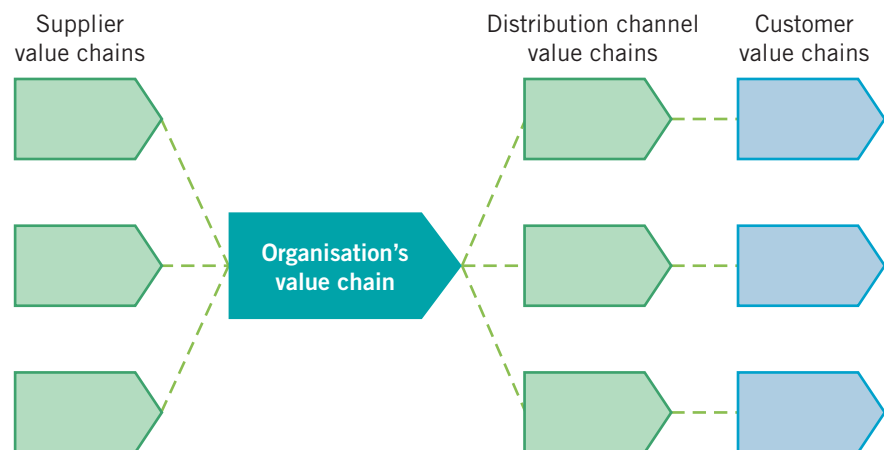 Supplier
value chains
Distribution channel
value chains
Customer
value chains
Organisation’s
value chain